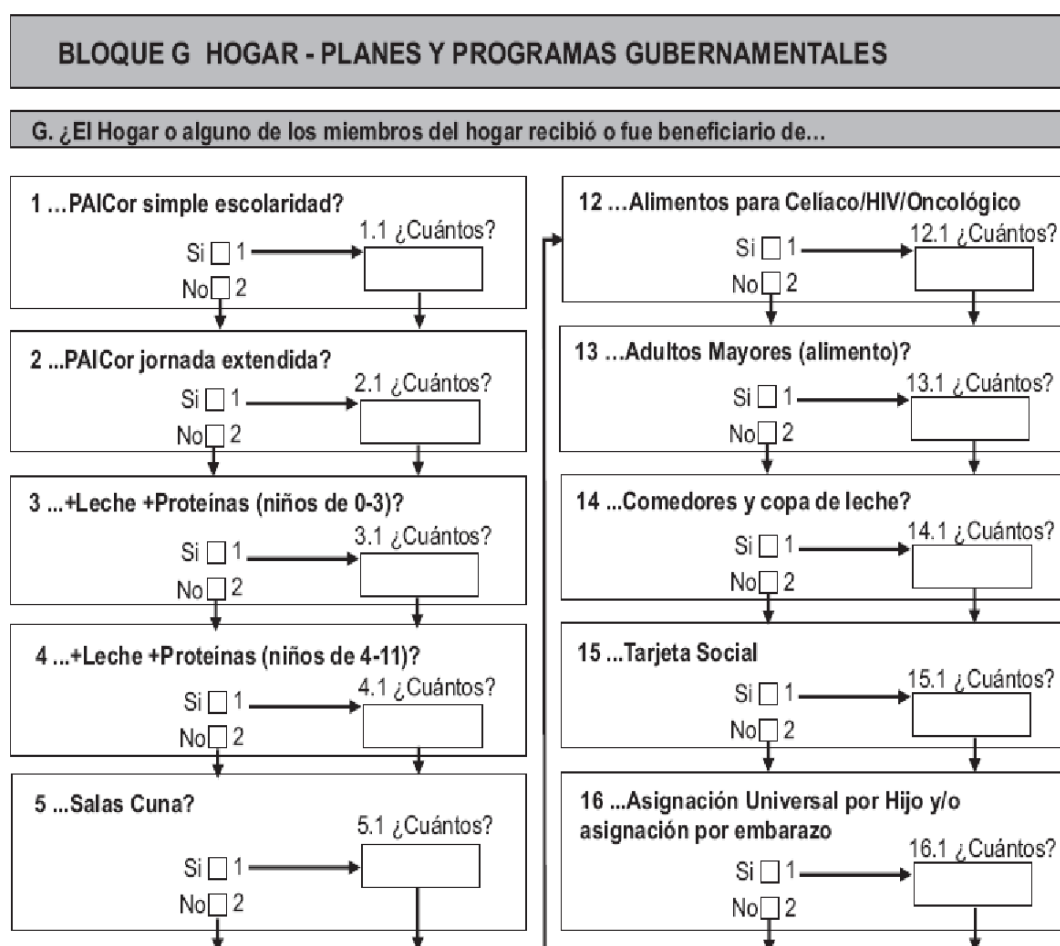 BLOQUE G HOGAR - PLANES Y PROGRAMAS GUBERNAMENTALES
G. ¿El Hogar o alguno de los miembros del hogar recibió o fue beneficiario de...
1 ...PAICor simple escolaridad?
1.1 ¿Cuántos?
Si 1
No 2
2 ...PAICor jornada extendida?
2.1 ¿Cuántos?
Si 1
No 2
3 ...+Leche +Proteínas (niños de 0-3)?
3.1 ¿Cuántos?
Si 1
No 2
4 ...+Leche +Proteínas (niños de 4-11)?
4.1 ¿Cuántos?
Si 1
No 2
5 ...Salas Cuna?
5.1 ¿Cuántos?
Si 1
No 2
12 ...Alimentos para Celíaco/HIV/Oncológico
12.1 ¿Cuántos?
Si 1
No 2
13 ...Adultos Mayores (alimento)?
13.1 ¿Cuántos?
Si 1
No 2
14 ...Comedores y copa de leche?
14.1 ¿Cuántos?
Si 1
No 2
15 ...Tarjeta Social
15.1 ¿Cuántos?
Si 1
No 2
16 ...Asignación Universal por Hijo y/o
asignación por embarazo
16.1 ¿Cuántos?
Si 1
No 2